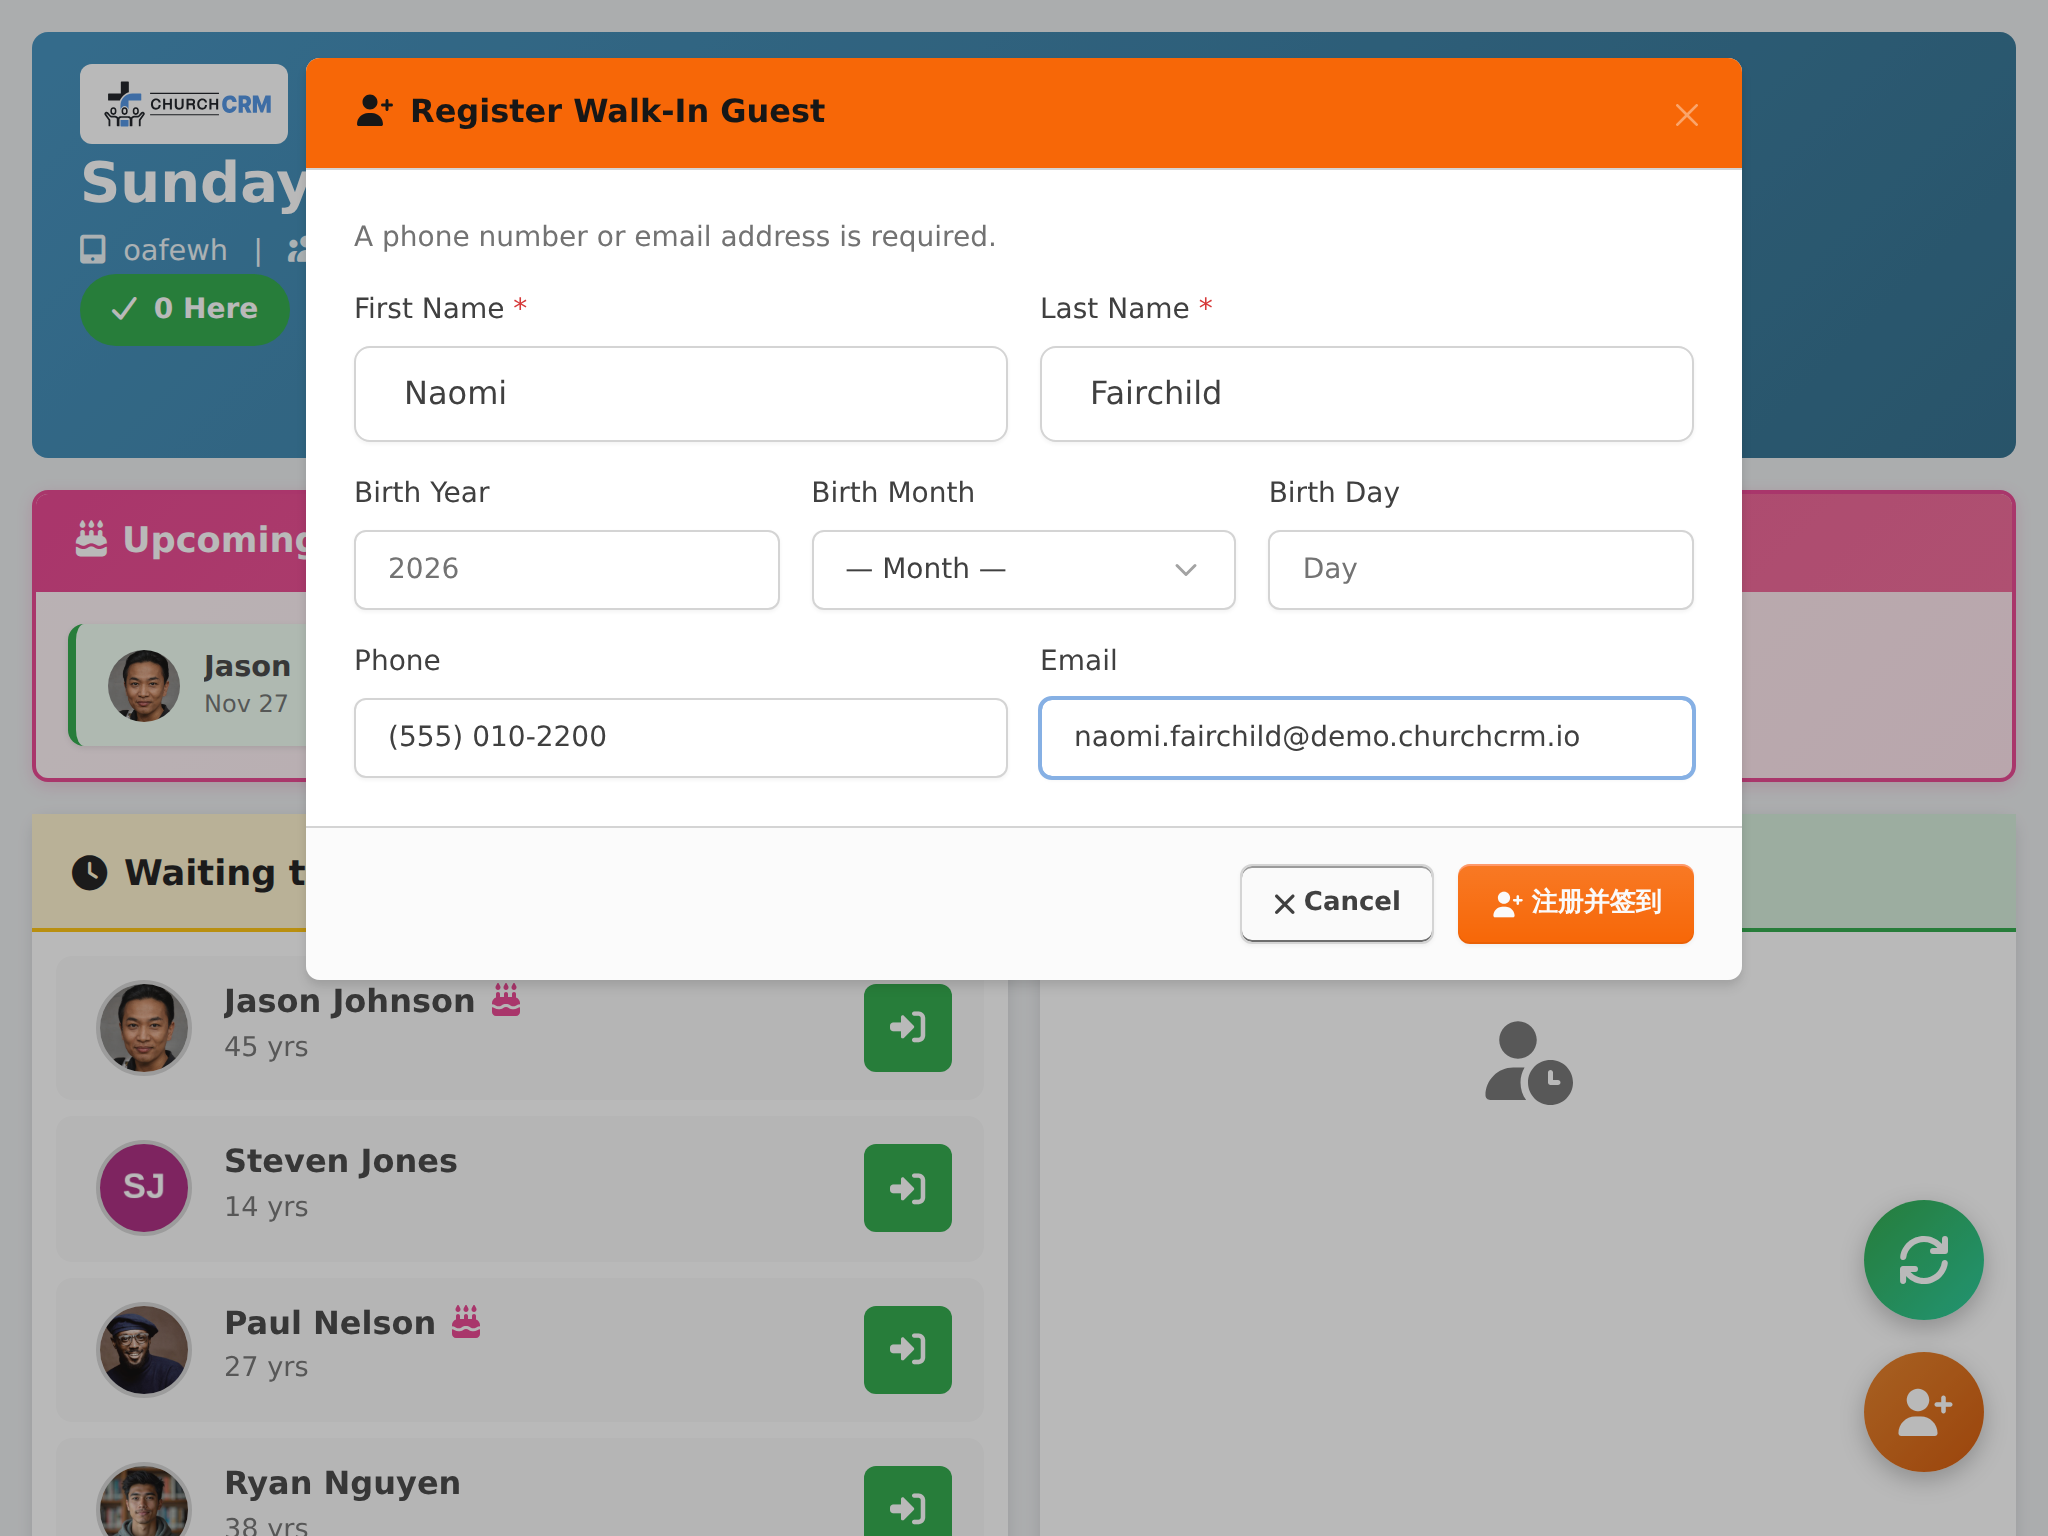 CHURCHCRM
Sunday
oafewh |
0 Here
Register Walk-In Guest
A phone number or email address is required.
First Name * Last Name *
Naomi Fairchild
Birth Year Birth Month Birth Day
2026 — Month — Day
Phone Email
(555) 010-2200 naomi.fairchild@demo.churchcrm.io
Cancel 注册并签到
Upcoming
Jason
Nov 27
Waiting t
Jason Johnson
45 yrs
SJ
Steven Jones
14 yrs
Paul Nelson
27 yrs
Ryan Nguyen
38 yrs